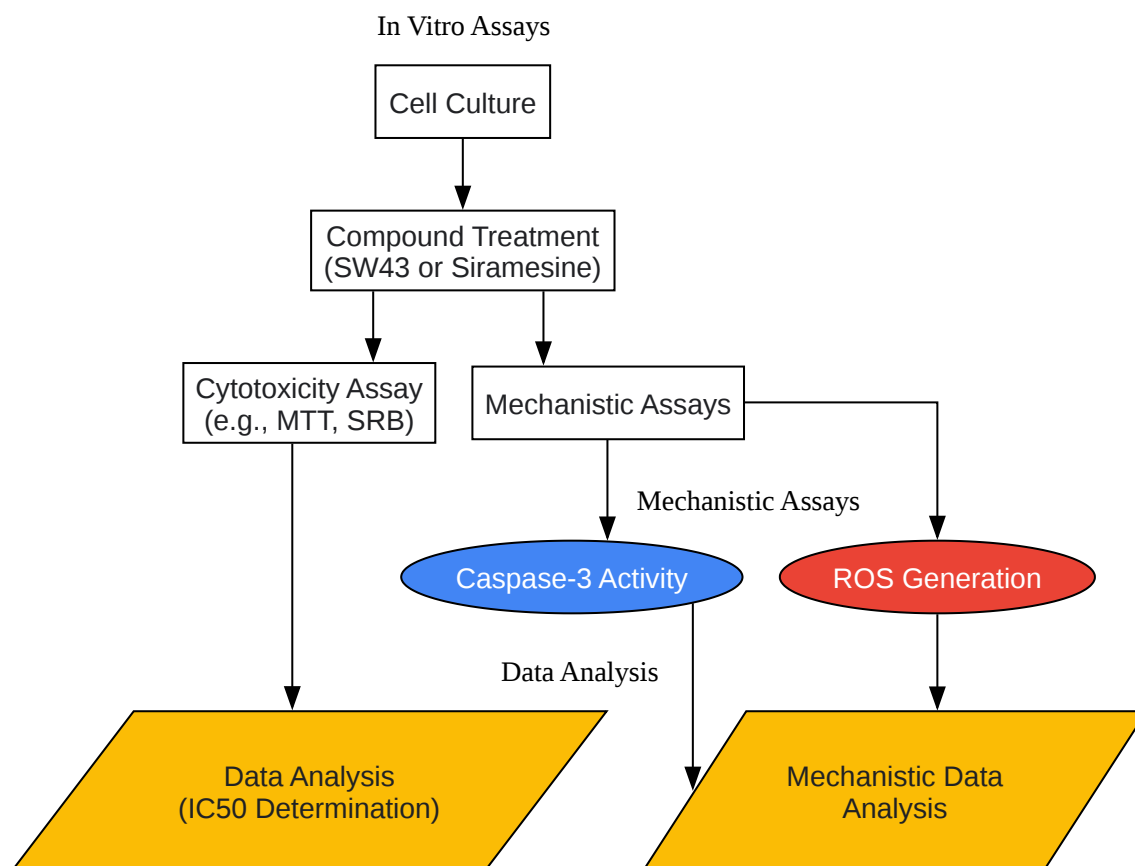 In Vitro Assays
Cell Culture
Compound Treatment
(SW43 or Siramesine)
Cytotoxicity Assay
(e.g., MTT, SRB)
Mechanistic Assays
Mechanistic Assays
Caspase-3 Activity
ROS Generation
Data Analysis
Data Analysis
(IC50 Determination)
Mechanistic Data
Analysis